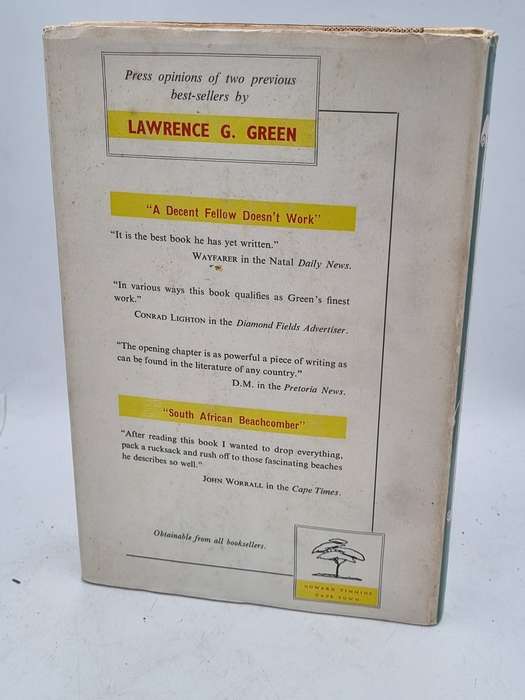 Press opinions of two previous
best-sellers by
LAWRENCE G. GREEN
"A Decent Fellow Doesn't Work"
"It is the best book he has yet written."
WAYFARER in the Natal Daily News.
"In various ways this book qualifies as Green's finest
work."
CONRAD LIGHTON in the Diamond Fields Advertiser.
"The opening chapter is as powerful a piece of writing as
can be found in the literature of any country."
D.M. in the Pretoria News.
"South African Beachcomber"
"After reading this book I wanted to drop everything,
pack a rucksack and rush off to those fascinating beaches
he describes so well."
JOHN WORRALL in the Cape Times.
Obtainable from all booksellers.
HOWARD TIMMINS
CAPE TOWN